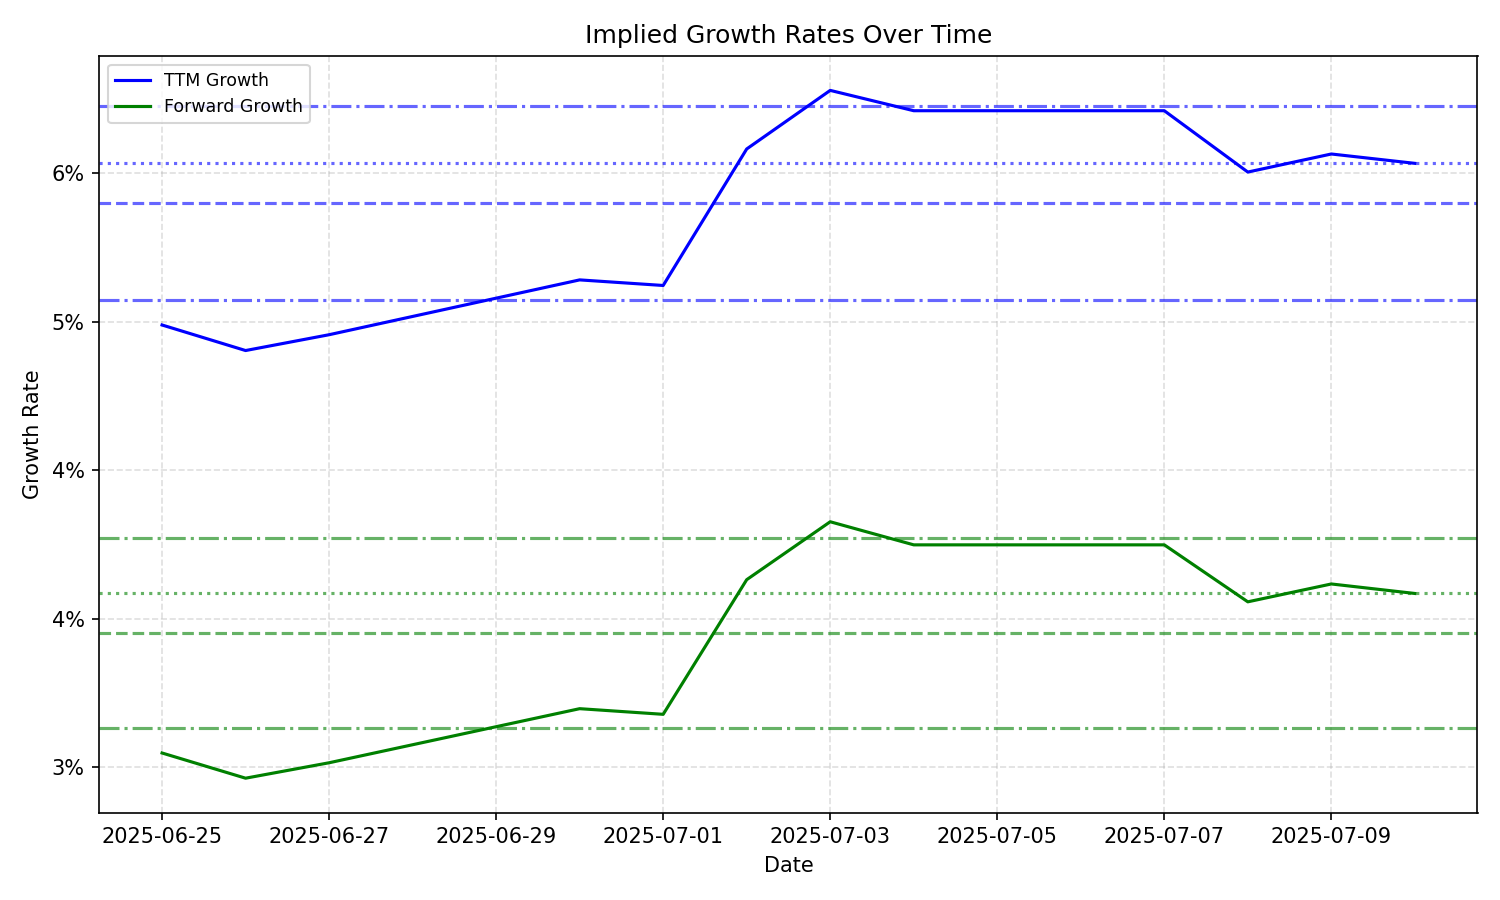 Implied Growth Rates Over Time
TTM Growth
Forward Growth
6%
5%
4%
4%
3%
Growth Rate
2025-06-25
2025-06-27
2025-06-29
2025-07-01
2025-07-03
2025-07-05
2025-07-07
2025-07-09
Date